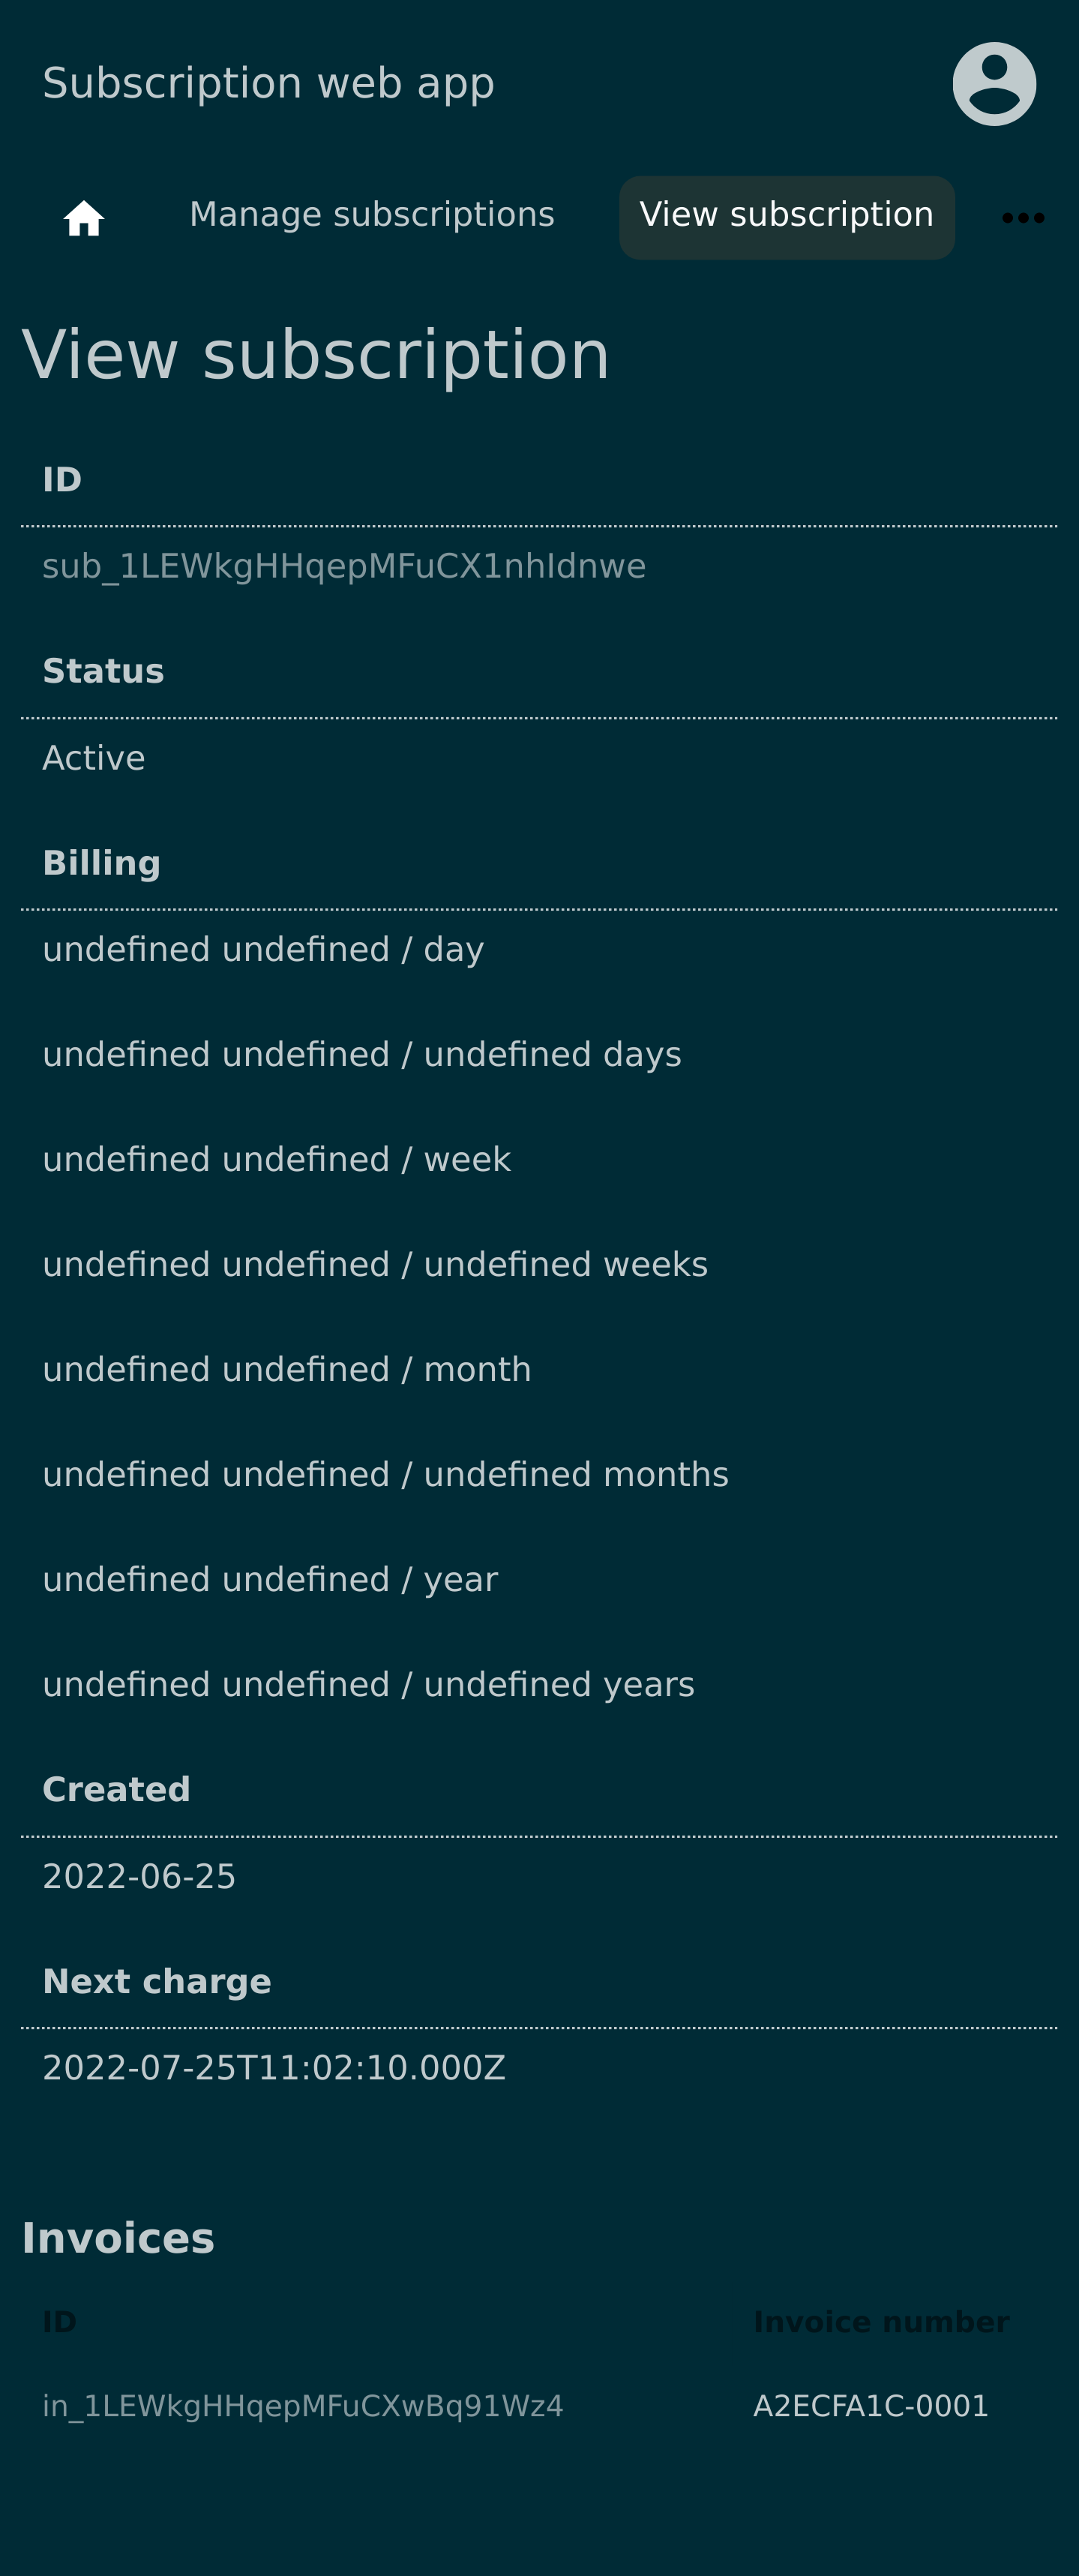 Subscription web app
Manage subscriptions
View subscription
View subscription
ID
sub_1LEWkgHHqepMFuCX1nhIdnwe
Status
Active
Billing
undefined undefined / day
undefined undefined / undefined days
undefined undefined / week
undefined undefined / undefined weeks
undefined undefined / month
undefined undefined / undefined months
undefined undefined / year
undefined undefined / undefined years
Created
2022-06-25
Next charge
2022-07-25T11:02:10.000Z
Invoices
ID Invoice number
in_1LEWkgHHqepMFuCXwBq91Wz4 A2ECFA1C-0001